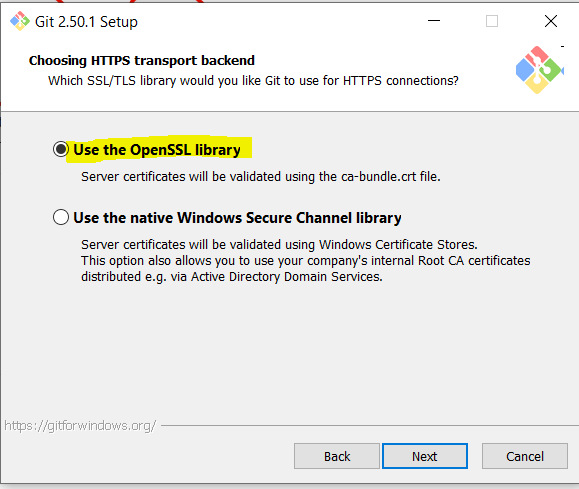 Git 2.50.1 Setup
Choosing HTTPS transport backend
Which SSL/TLS library would you like Git to use for HTTPS connections?
Use the OpenSSL library
Server certificates will be validated using the ca-bundle.crt file.
Use the native Windows Secure Channel library
Server certificates will be validated using Windows Certificate Stores.
This option also allows you to use your company's internal Root CA certificates
distributed e.g. via Active Directory Domain Services.
https://gitforwindows.org/
Back Next Cancel